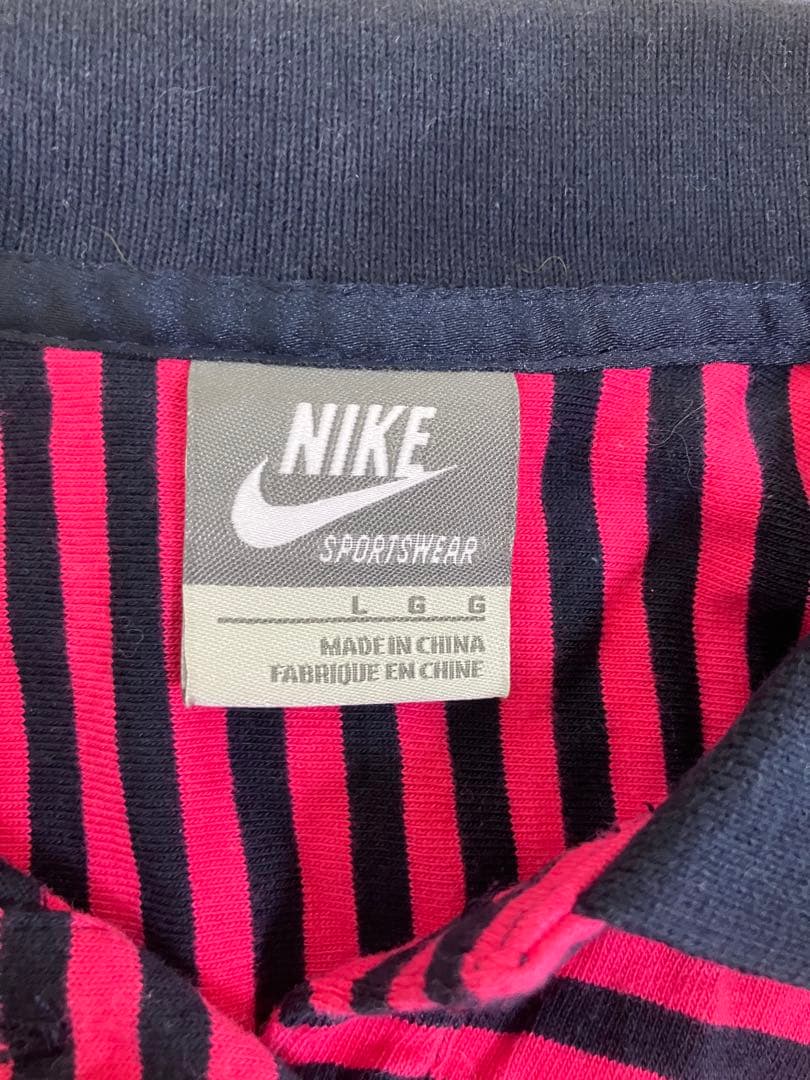 NIKE
SPORTSWEAR
L G G
MADE IN CHINA
FABRIQUE EN CHINE